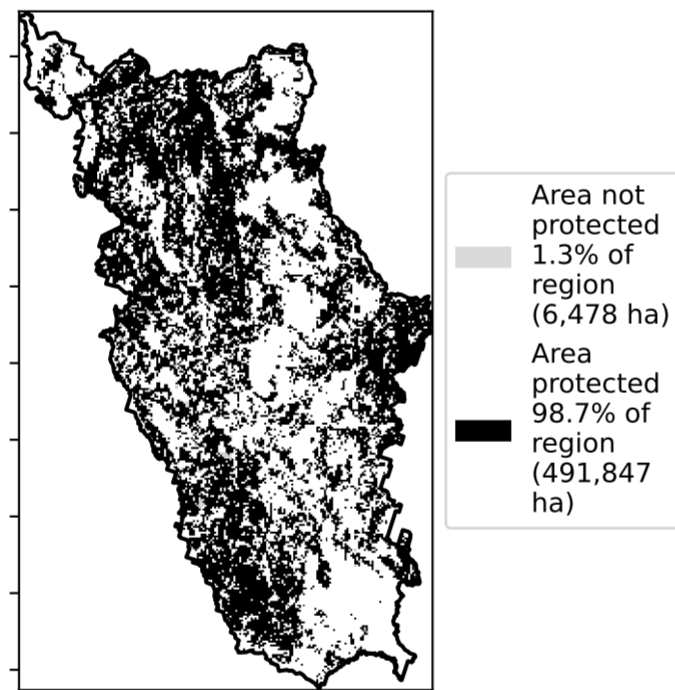 Area not
protected
1.3% of
region
(6,478 ha)
Area
protected
98.7% of
region
(491,847
ha)